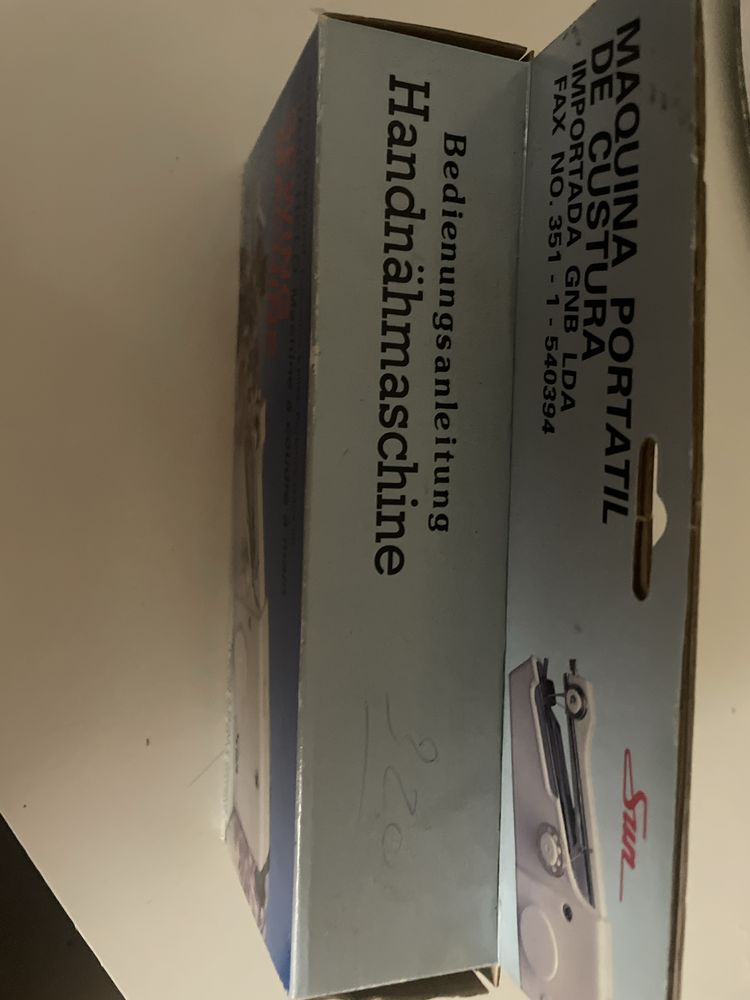 MAQUINA PORTATIL
DE CUSTURA
IMPORTADA GNB LDA
FAX NO. 351 - 1 - 540394
Sun
Bedienungsanleitung
Handnähmaschine